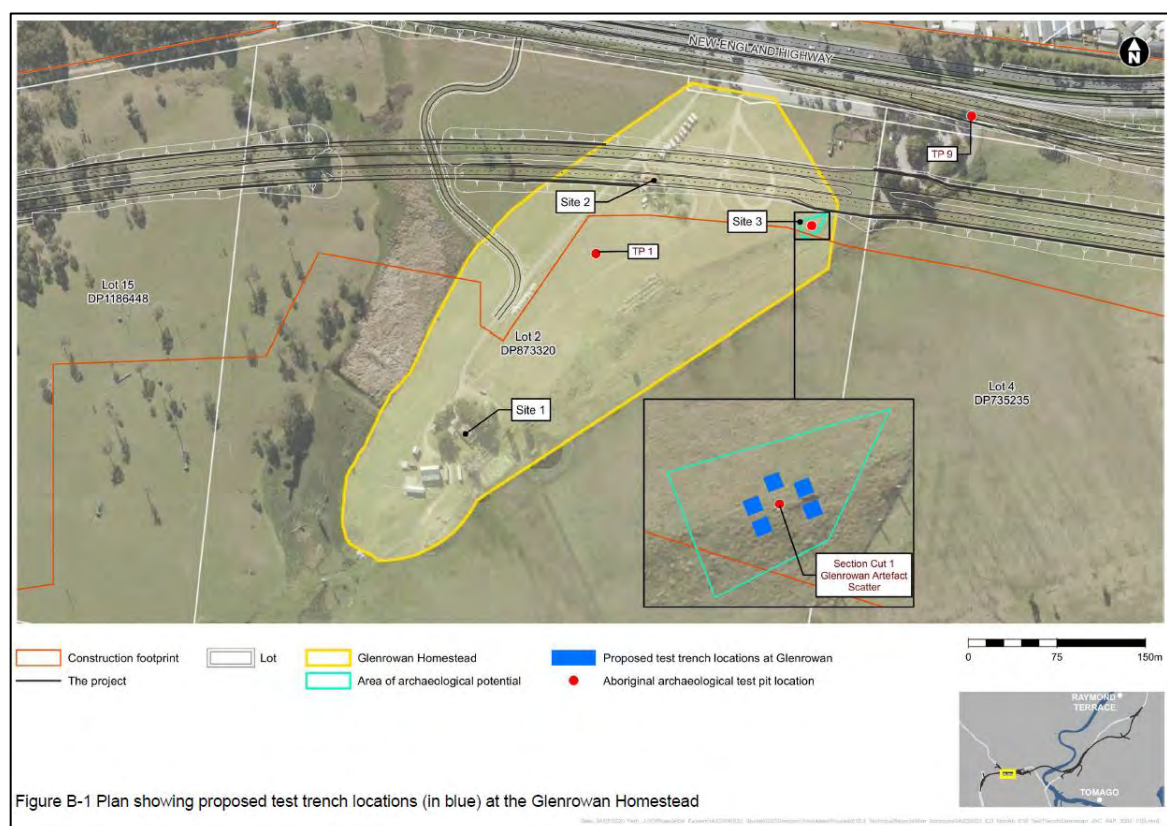 NEW ENGLAND HIGHWAY
N
TP 9
Site 2
Site 3
TP 1
Lot 15
DP1186448
Lot 2
DP873320
Lot 4
DP735235
Site 1
Section Cut 1
Glenrowan Artefact
Scatter
Construction footprint
Lot
Glenrowan Homestead
Proposed test trench locations at Glenrowan
The project
Area of archaeological potential
Aboriginal archaeological test pit location
0 75 150m
RAYMOND
TERRACE
TOMAGO
Figure B-1 Plan showing proposed test trench locations (in blue) at the Glenrowan Homestead